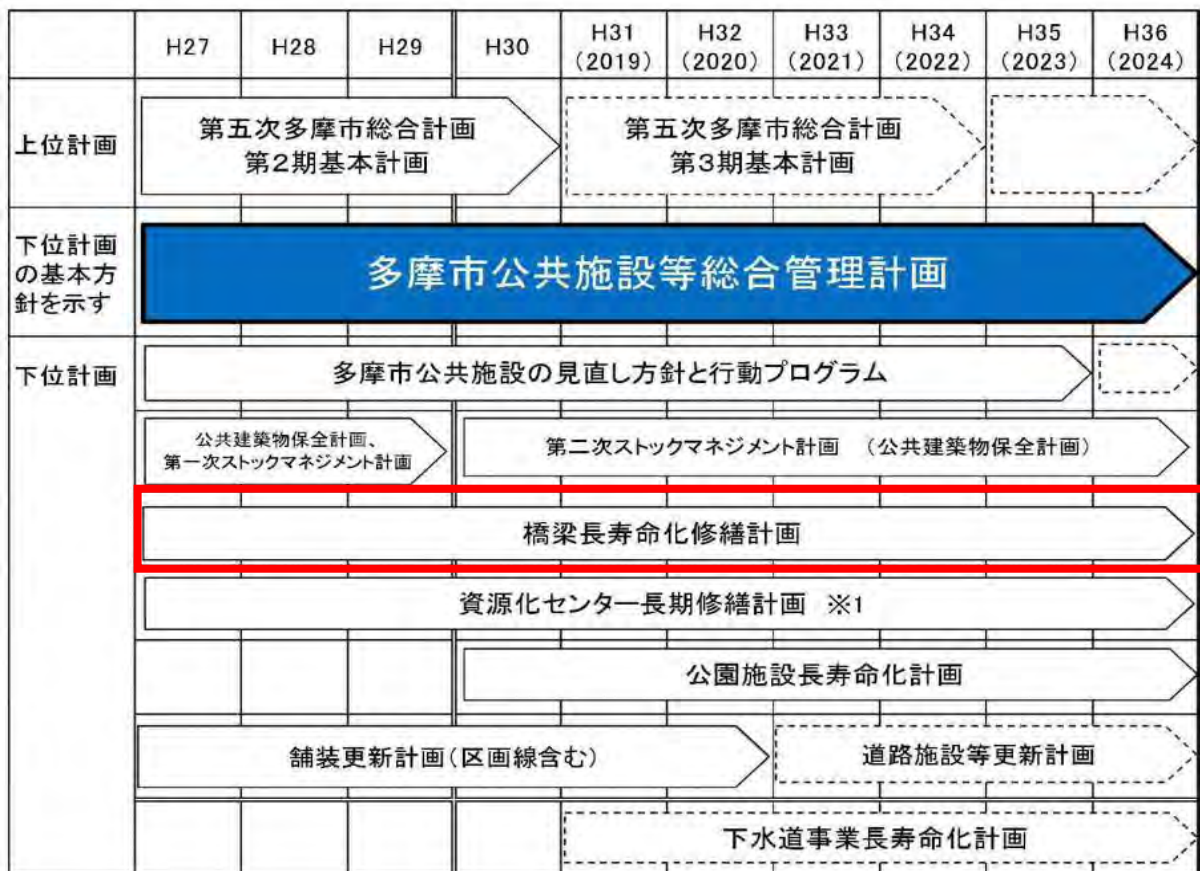 H27 H28 H29 H30 H31 H32 H33 H34 H35 H36
(2019) (2020) (2021) (2022) (2023) (2024)
上位計画
第五次多摩市総合計画
第2期基本計画
第五次多摩市総合計画
第3期基本計画
下位計画
の基本方
針を示す
多摩市公共施設等総合管理計画
下位計画
多摩市公共施設の見直し方針と行動プログラム
公共建築物保全計画、
第一次ストックマネジメント計画
第二次ストックマネジメント計画 （公共建築物保全計画）
橋梁長寿命化修繕計画
資源化センター長期修繕計画 ※1
公園施設長寿命化計画
舗装更新計画(区画線含む)
道路施設等更新計画
下水道事業長寿命化計画